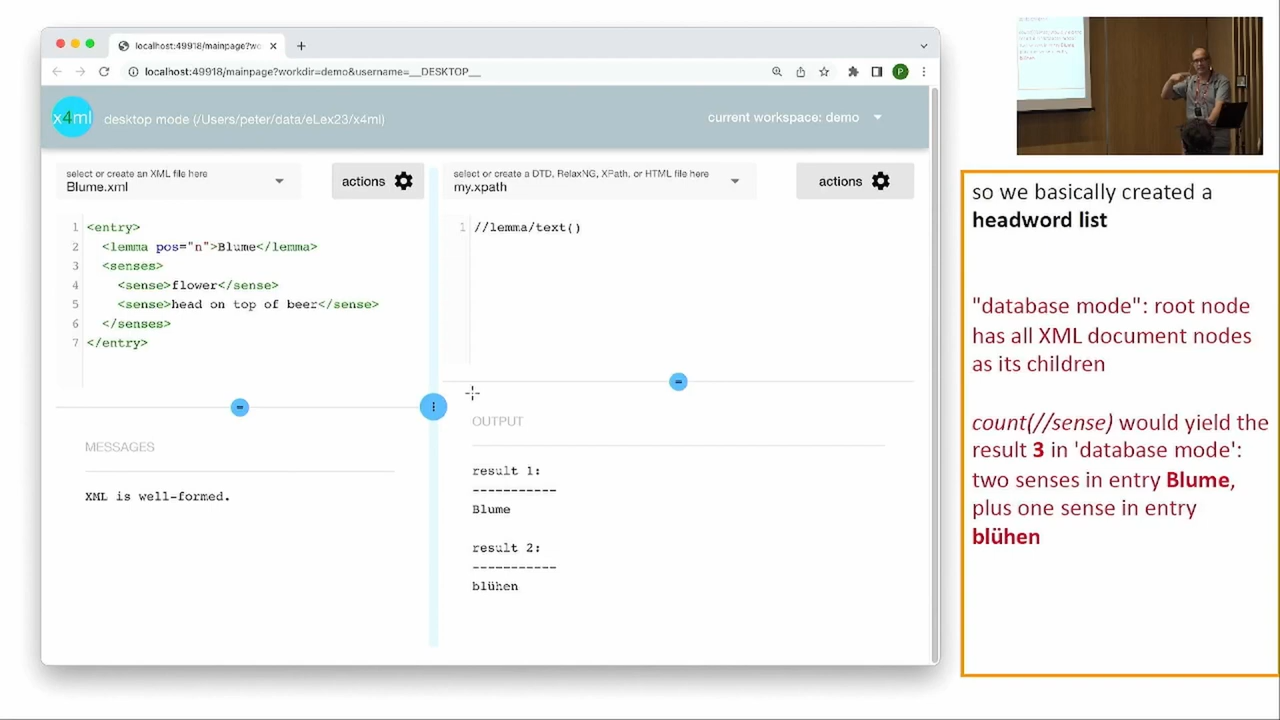 localhost:49918/mainpage?wo
localhost:49918/mainpage?workdir=demo&username=__DESKTOP__
P
x4ml
desktop mode (/Users/peter/data/eLex23/x4ml)
current workspace: demo
select or create an XML file here
Blume.xml
actions
1 <entry>
2 <lemma pos="n">Blume</lemma>
3 <senses>
4 <sense>flower</sense>
5 <sense>head on top of beer</sense>
6 </senses>
7 </entry>
MESSAGES
XML is well-formed.
select or create a DTD, RelaxNG, XPath, or HTML file here
my.xpath
actions
1 //lemma/text()
OUTPUT
result 1:
-----------
Blume
result 2:
-----------
blühen
so we basically created a
headword list
"database mode": root node
has all XML document nodes
as its children
count(//sense) would yield the
result 3 in 'database mode':
two senses in entry Blume,
plus one sense in entry
blühen